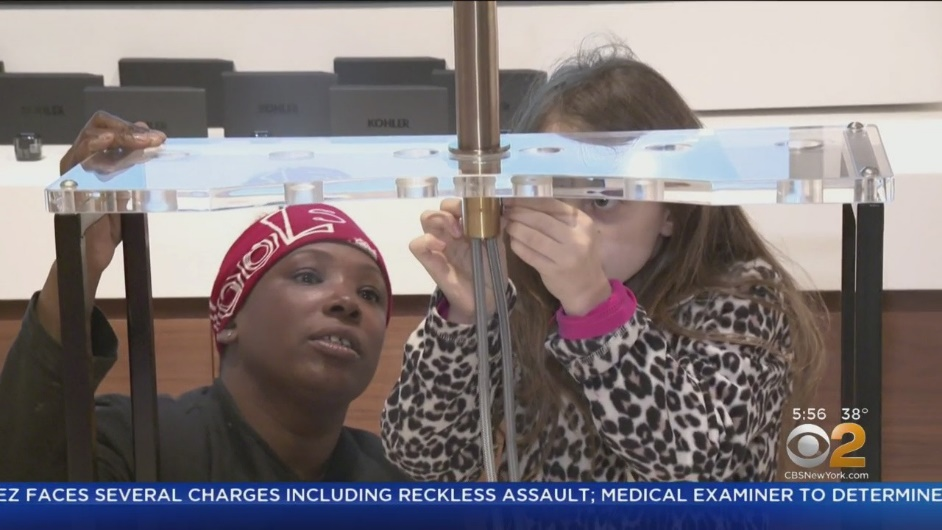 KOHLER
KOHLER
KOHLER
5:56 38°
2
CBSNewYork.com
EZ FACES SEVERAL CHARGES INCLUDING RECKLESS ASSAULT; MEDICAL EXAMINER TO DETERMINE